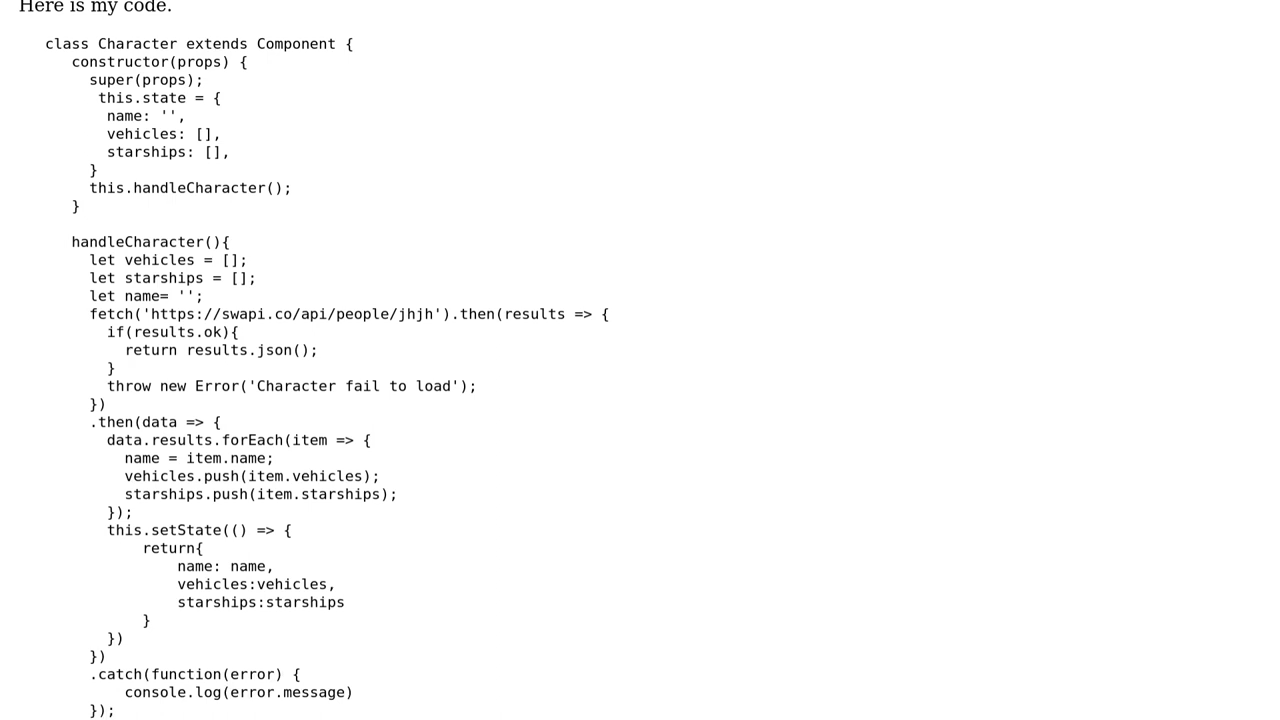 Here is my code.
class Character extends Component {
constructor(props) {
super(props);
this.state = {
name: '',
vehicles: [],
starships: [],
}
this.handleCharacter();
}
handleCharacter(){
let vehicles = [];
let starships = [];
let name= '';
fetch('https://swapi.co/api/people/jhjh').then(results => {
if(results.ok){
return results.json();
}
throw new Error('Character fail to load');
})
.then(data => {
data.results.forEach(item => {
name = item.name;
vehicles.push(item.vehicles);
starships.push(item.starships);
});
this.setState(() => {
return{
name: name,
vehicles:vehicles,
starships:starships
}
})
})
.catch(function(error) {
console.log(error.message)
});